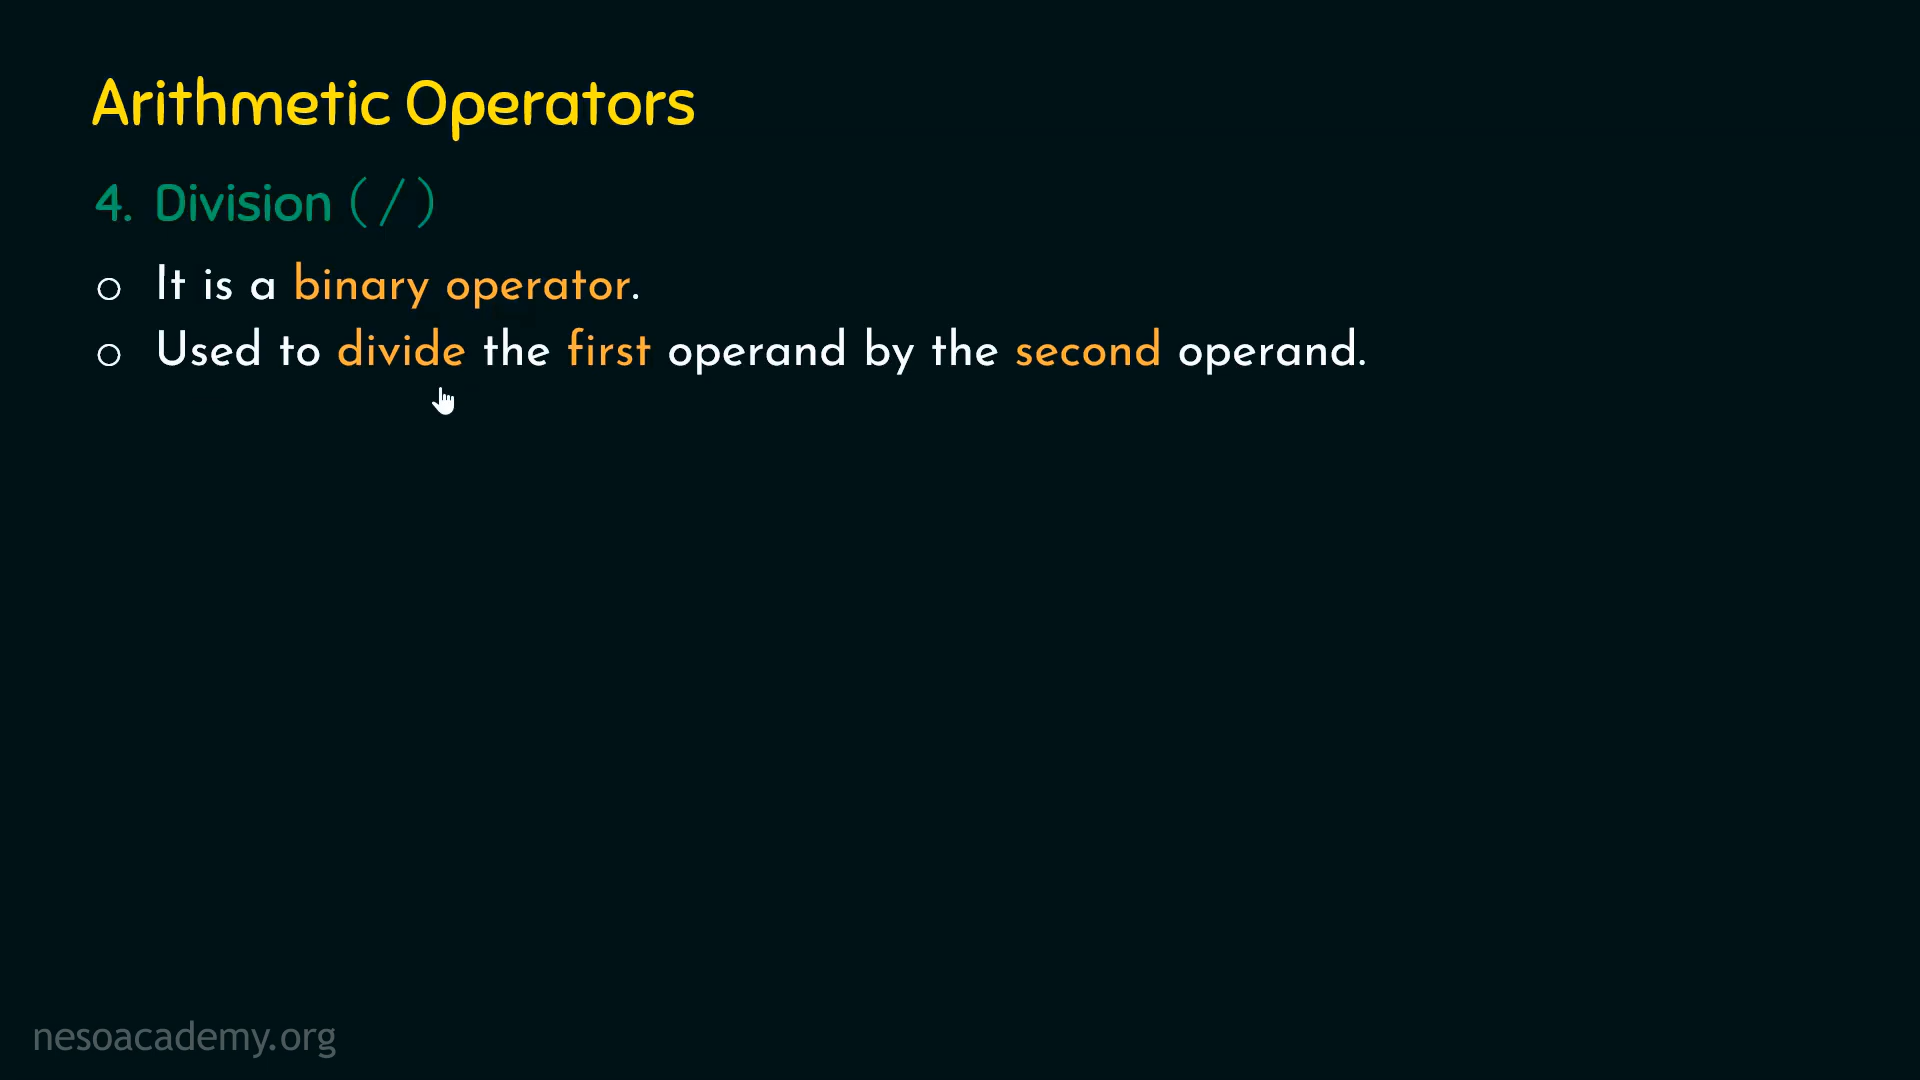 Arithmetic Operators
4. Division ( / )
○ It is a binary operator.
○ Used to divide the first operand by the second operand.
nesoacademy.org